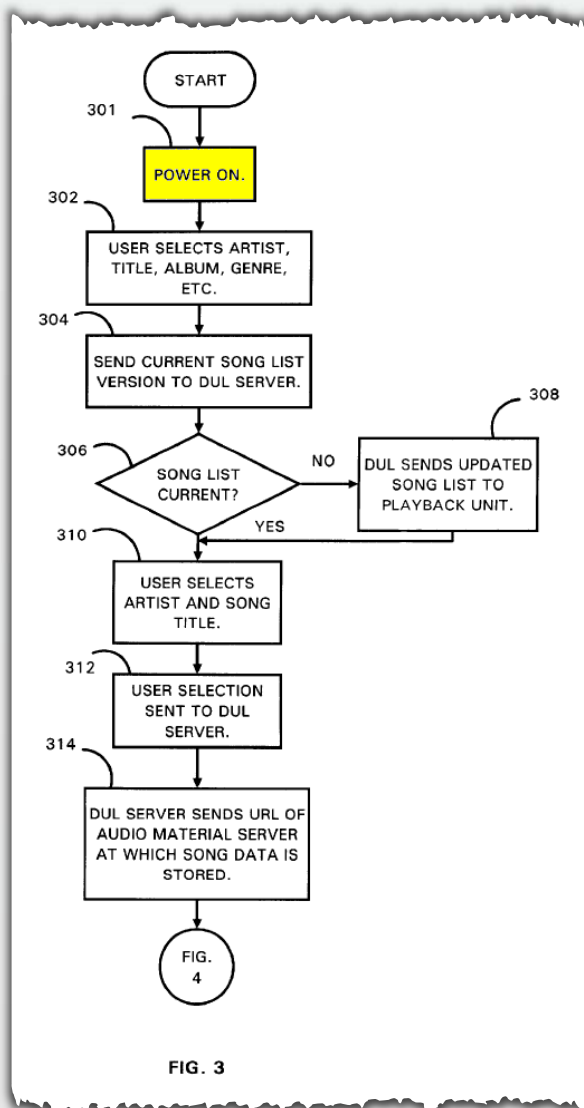 START
301
POWER ON.
302
USER SELECTS ARTIST,
TITLE, ALBUM, GENRE,
ETC.
304
SEND CURRENT SONG LIST
VERSION TO DUL SERVER.
306
SONG LIST
CURRENT?
NO
308
DUL SENDS UPDATED
SONG LIST TO
PLAYBACK UNIT.
YES
310
USER SELECTS
ARTIST AND SONG
TITLE.
312
USER SELECTION
SENT TO DUL
SERVER.
314
DUL SERVER SENDS URL OF
AUDIO MATERIAL SERVER
AT WHICH SONG DATA IS
STORED.
FIG.
4
FIG. 3